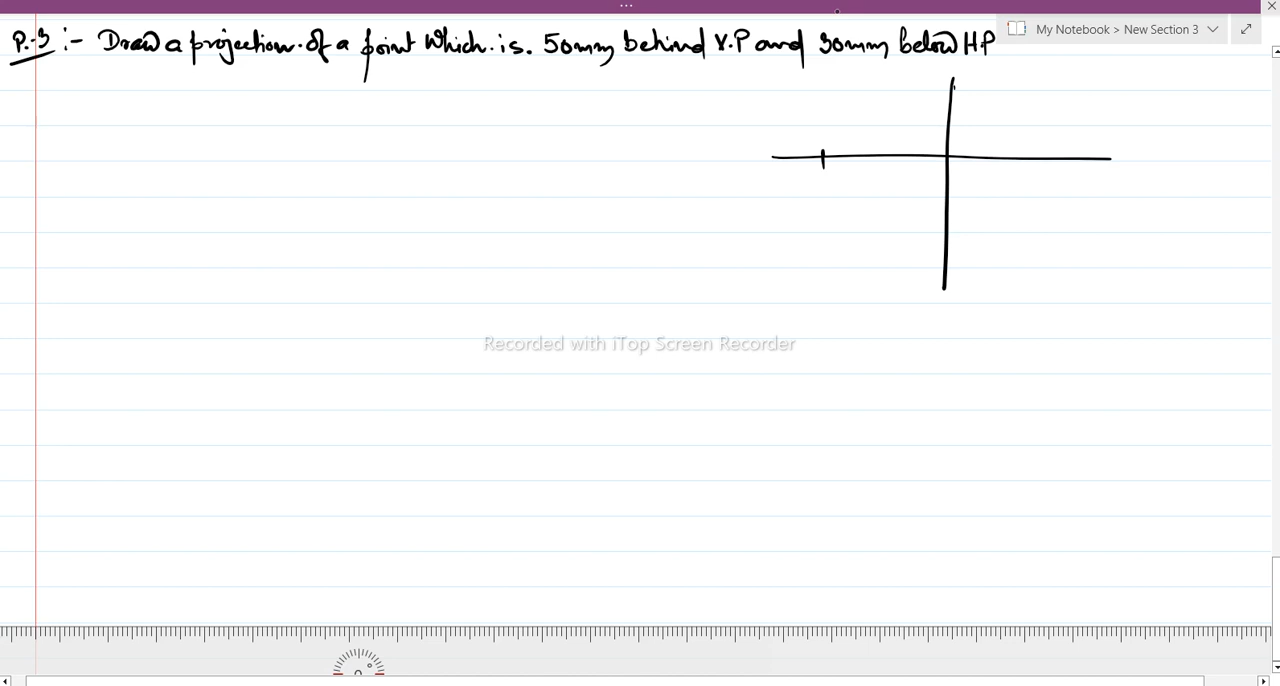 P.-3 :- Draw a projection. of a point which. is. 50mm behind V.P and 30mm below HP
My Notebook > New Section 3
Recorded with iTop Screen Recorder